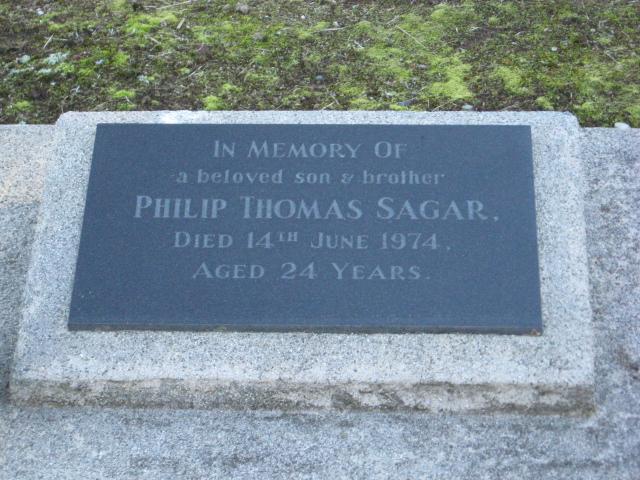 IN MEMORY OF
a beloved son & brother
PHILIP THOMAS SAGAR.
DIED 14TH JUNE 1974.
AGED 24 YEARS.